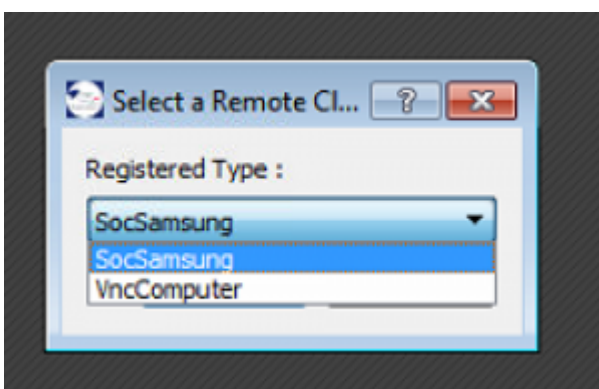 Select a Remote Cl...
Registered Type :
SocSamsung
SocSamsung
VncComputer